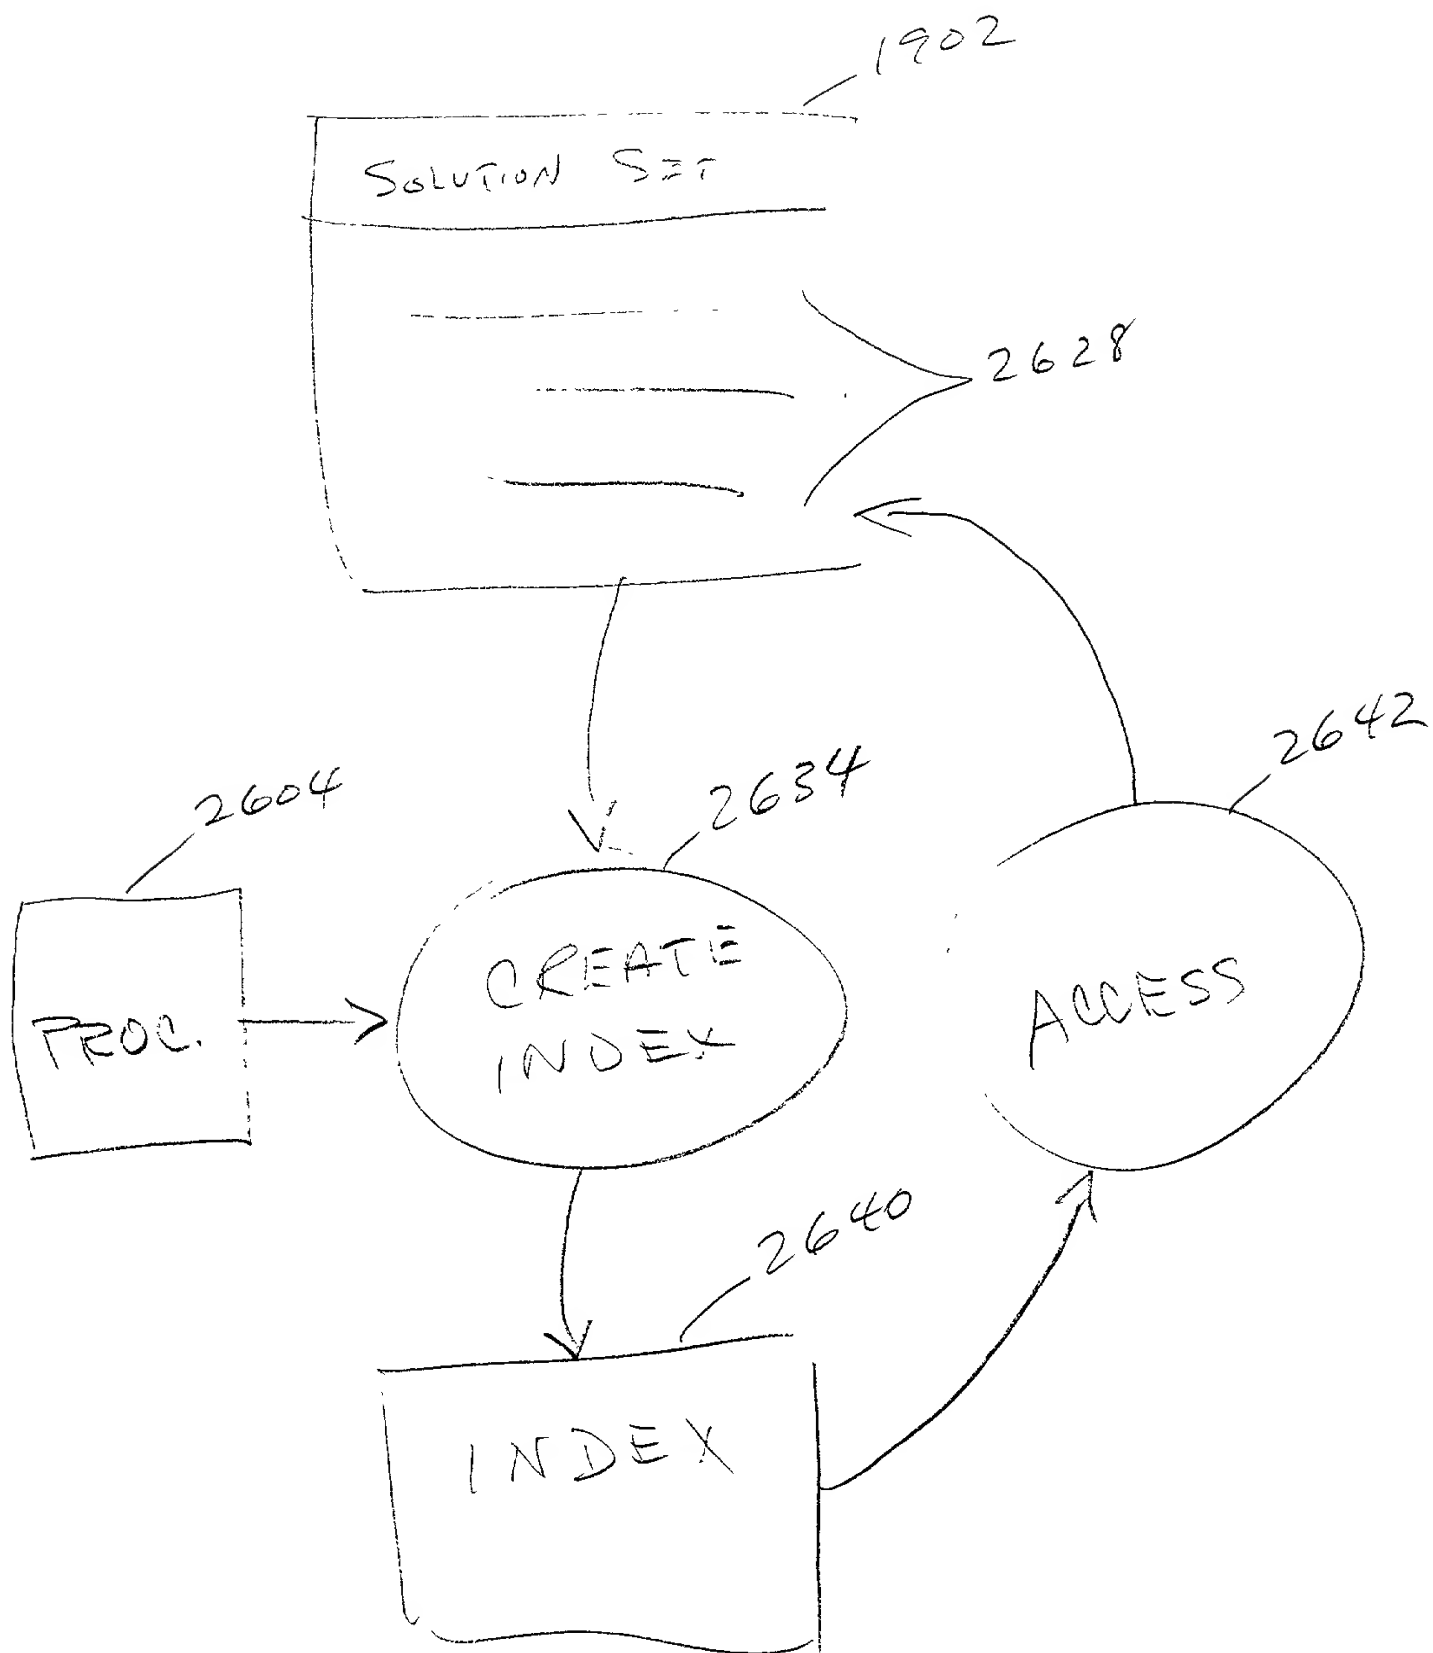 1902
SOLUTION SET
2628
2642
2604
2634
PROC.
CREATE
INDEX
ACCESS
2640
INDEX